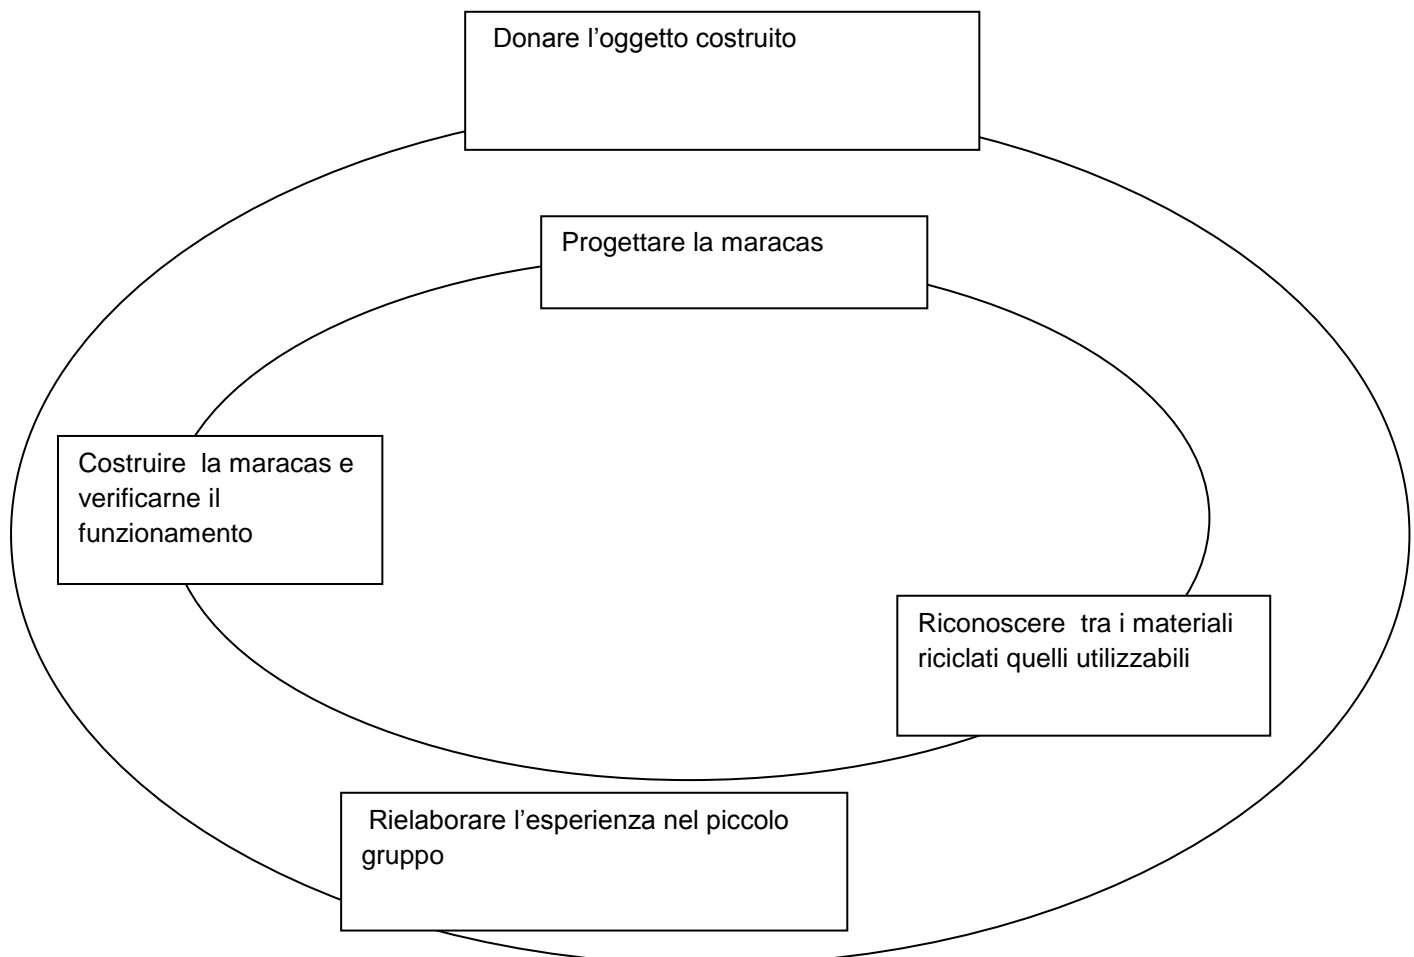 Donare l’oggetto costruito
Progettare la maracas
Costruire  la maracas e
verificarne il
funzionamento
Riconoscere  tra i materiali
riciclati quelli utilizzabili
Rielaborare l’esperienza nel piccolo
gruppo